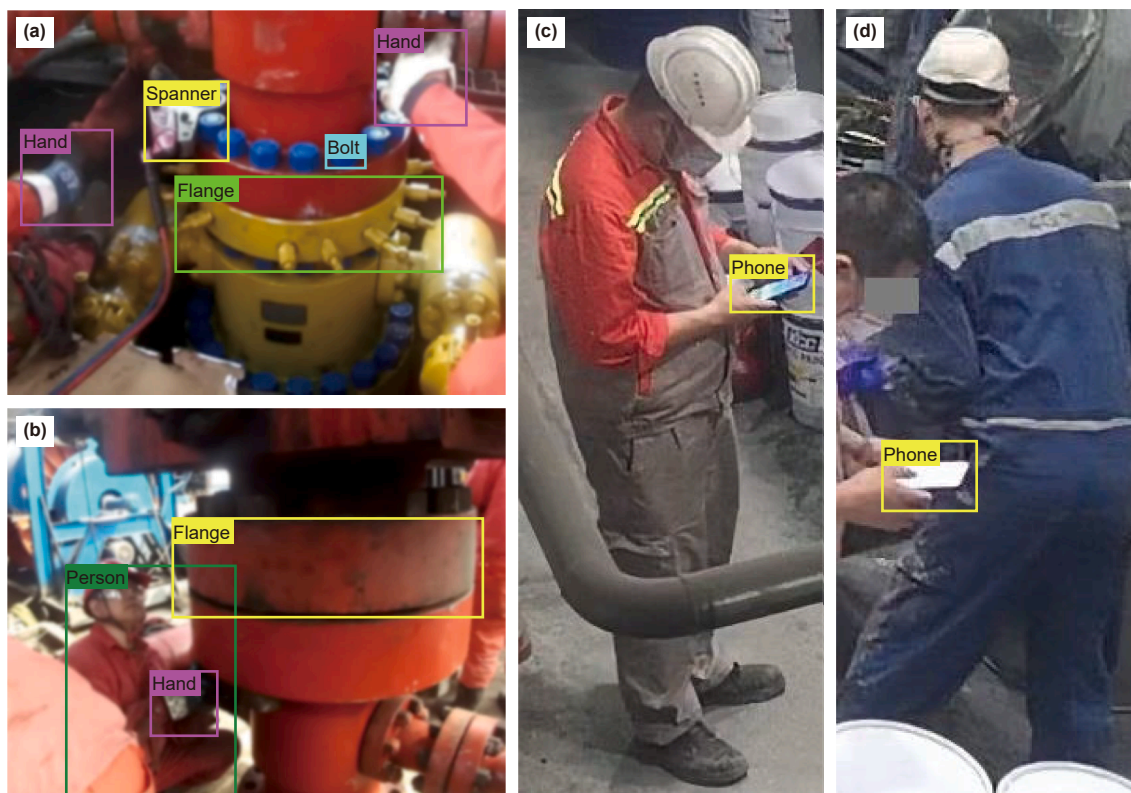 (a)
Hand
Spanner
Hand
Bolt
Flange
(b)
Flange
Person
Hand
(c)
Phone
(d)
Phone